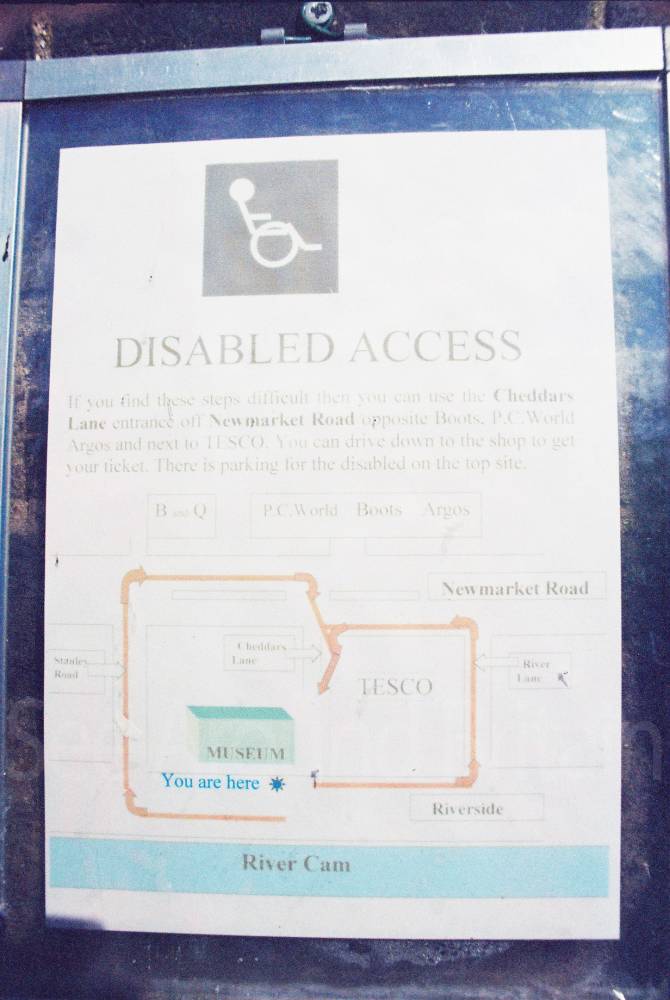 DISABLED ACCESS
If you find these steps difficult then you can use the Cheddars
Lane entrance off Newmarket Road opposite Boots, P.C.World
Argos and next to TESCO. You can drive down to the shop to get
your ticket. There is parking for the disabled on the top site.
B and Q
P.C.World Boots Argos
Newmarket Road
Cheddars
Lane
Stanley
Road
River
Lane
TESCO
MUSEUM
You are here
Riverside
River Cam